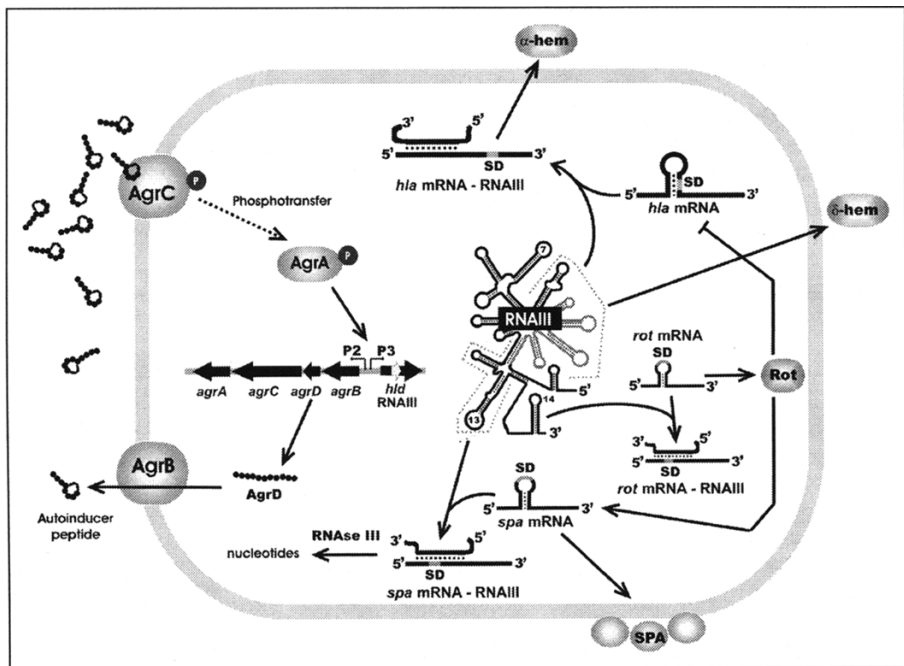 α-hem
3' 5'
5' 3'
SD
hla mRNA - RNAIII
SD
5' 3'
hla mRNA
δ-hem
AgrC P
Phosphotransfer
AgrA P
P2 P3
agrA agrC agrD agrB hld
RNAIII
7
RNAIII
5'
14
13
3'
rot mRNA
SD
5' 3'
Rot
5'
5' 3'
SD
rot mRNA - RNAIII
AgrB
AgrD
Autoinducer
peptide
SD
5' 3'
spa mRNA
RNAse III
nucleotides
3' 5'
5' 3'
SD
spa mRNA - RNAIII
SPA